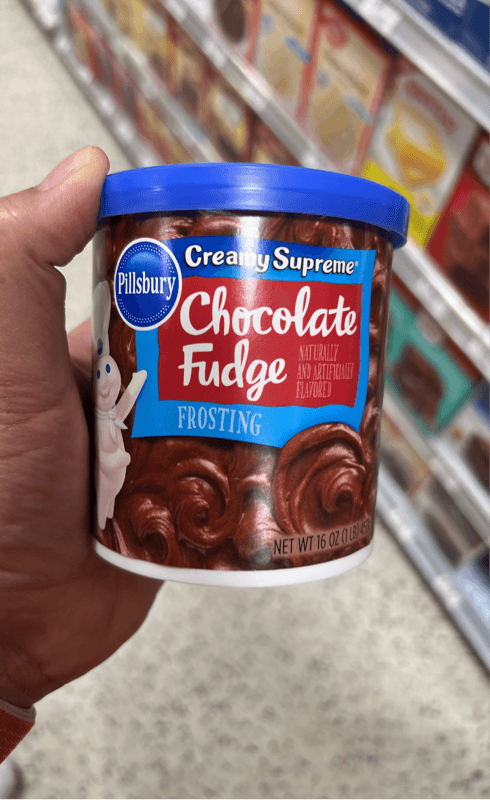 Pillsbury
Creamy Supreme®
Chocolate
Fudge
NATURALLY
AND ARTIFICIALLY
FLAVORED
FROSTING
NET WT 16 OZ (1 LB)